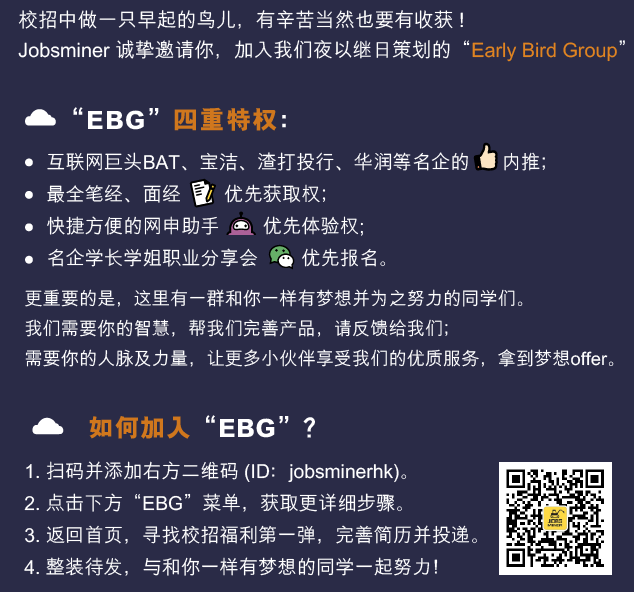 校招中做一只早起的鸟儿，有辛苦当然也要有收获！
Jobsminer 诚挚邀请你，加入我们夜以继日策划的“Early Bird Group”
“EBG”四重特权：
互联网巨头BAT、宝洁、渣打投行、华润等名企的 内推；
最全笔经、面经 优先获取权；
快捷方便的网申助手 优先体验权；
名企学长学姐职业分享会 优先报名。
更重要的是，这里有一群和你一样有梦想并为之努力的同学们。
我们需要你的智慧，帮我们完善产品，请反馈给我们；
需要你的人脉及力量，让更多小伙伴享受我们的优质服务，拿到梦想offer。
如何加入“EBG”？
1. 扫码并添加右方二维码 (ID：jobsminerhk)。
2. 点击下方“EBG”菜单，获取更详细步骤。
3. 返回首页，寻找校招福利第一弹，完善简历并投递。
4. 整装待发，与和你一样有梦想的同学一起努力！